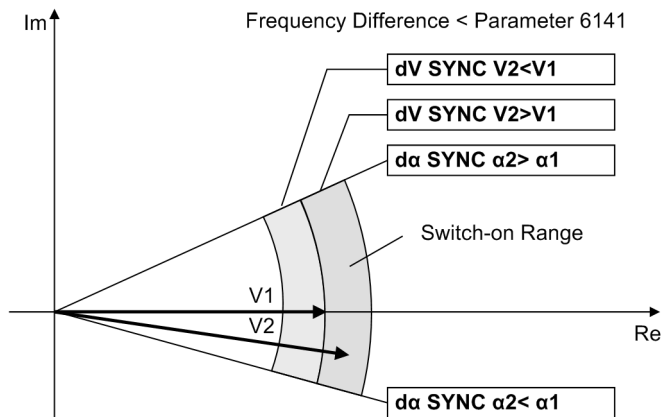 Im
Frequency Difference < Parameter 6141
dV SYNC V2<V1
dV SYNC V2>V1
dα SYNC α2> α1
Switch-on Range
V1
V2
Re
dα SYNC α2< α1